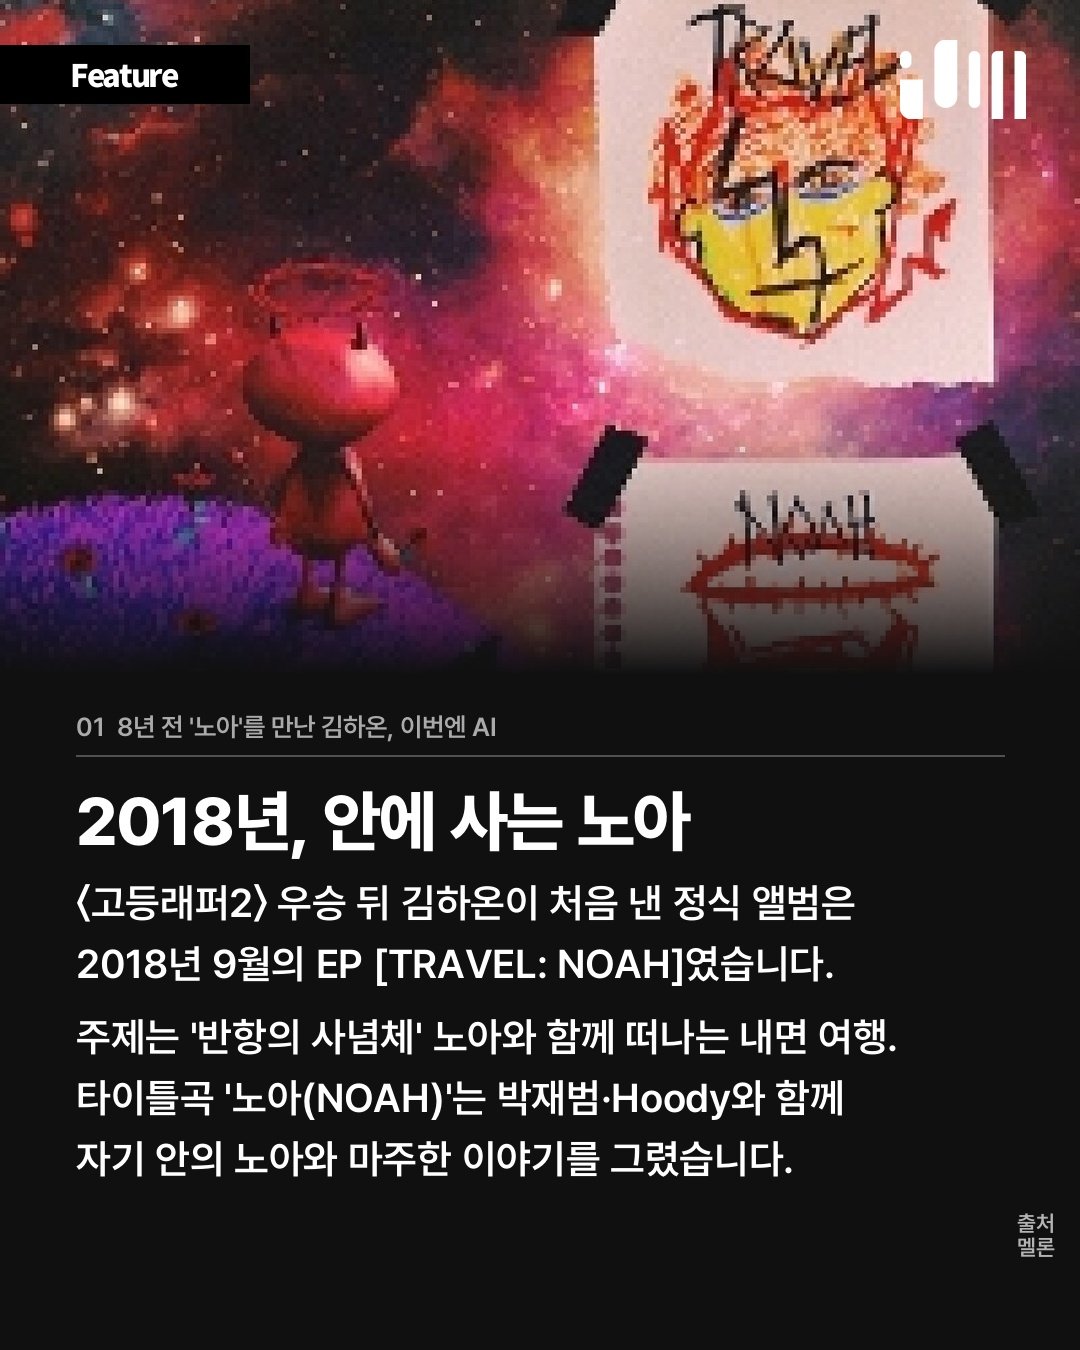 Feature
TRAVEL
NOAH
01 8년 전 '노아'를 만난 김하온, 이번엔 AI
2018년, 안에 사는 노아
〈고등래퍼2〉 우승 뒤 김하온이 처음 낸 정식 앨범은
2018년 9월의 EP [TRAVEL: NOAH]였습니다.
주제는 '반항의 사념체' 노아와 함께 떠나는 내면 여행.
타이틀곡 '노아(NOAH)'는 박재범·Hoody와 함께
자기 안의 노아와 마주한 이야기를 그렸습니다.
출처
멜론